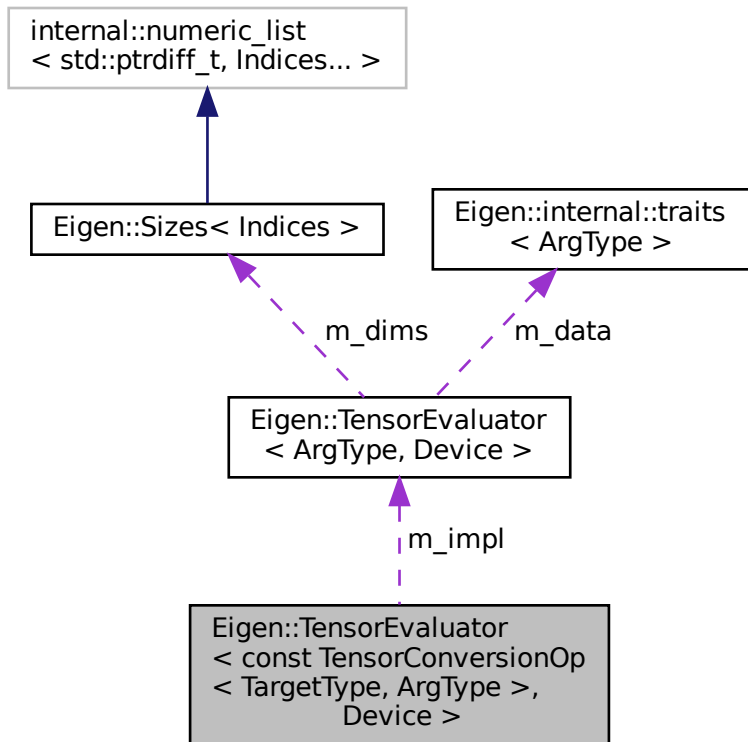 internal::numeric_list
< std::ptrdiff_t, Indices... >
Eigen::Sizes< Indices >
Eigen::internal::traits
< ArgType >
m_dims
m_data
Eigen::TensorEvaluator
< ArgType, Device >
m_impl
Eigen::TensorEvaluator
< const TensorConversionOp
< TargetType, ArgType >,
Device >